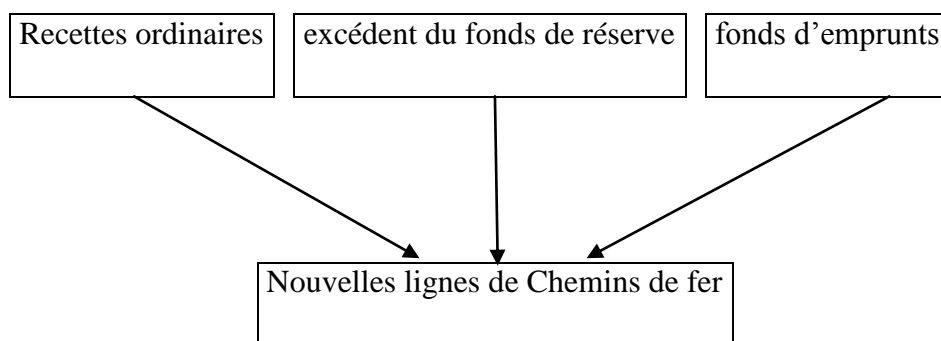 Recettes ordinaires
excédent du fonds de réserve
fonds d’emprunts
Nouvelles lignes de Chemins de fer